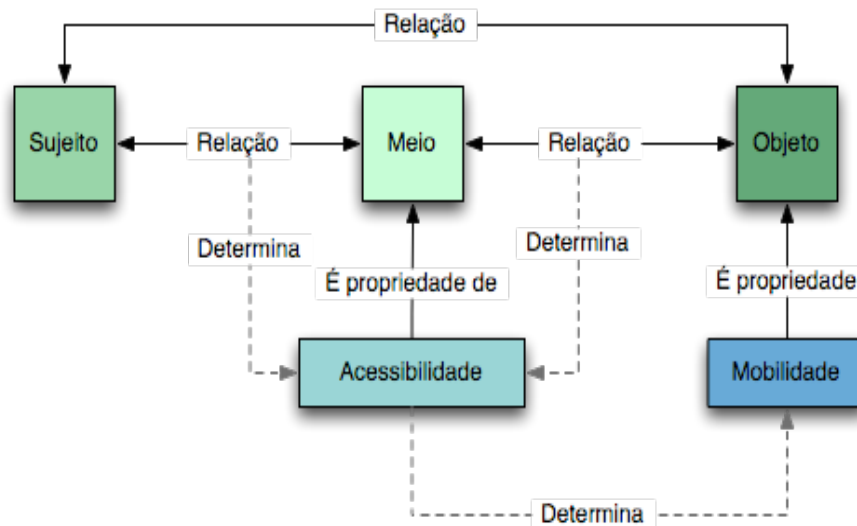 Relação
Sujeito
Relação
Meio
Relação
Objeto
Determina
Determina
É propriedade de
É propriedade
Acessibilidade
Mobilidade
Determina